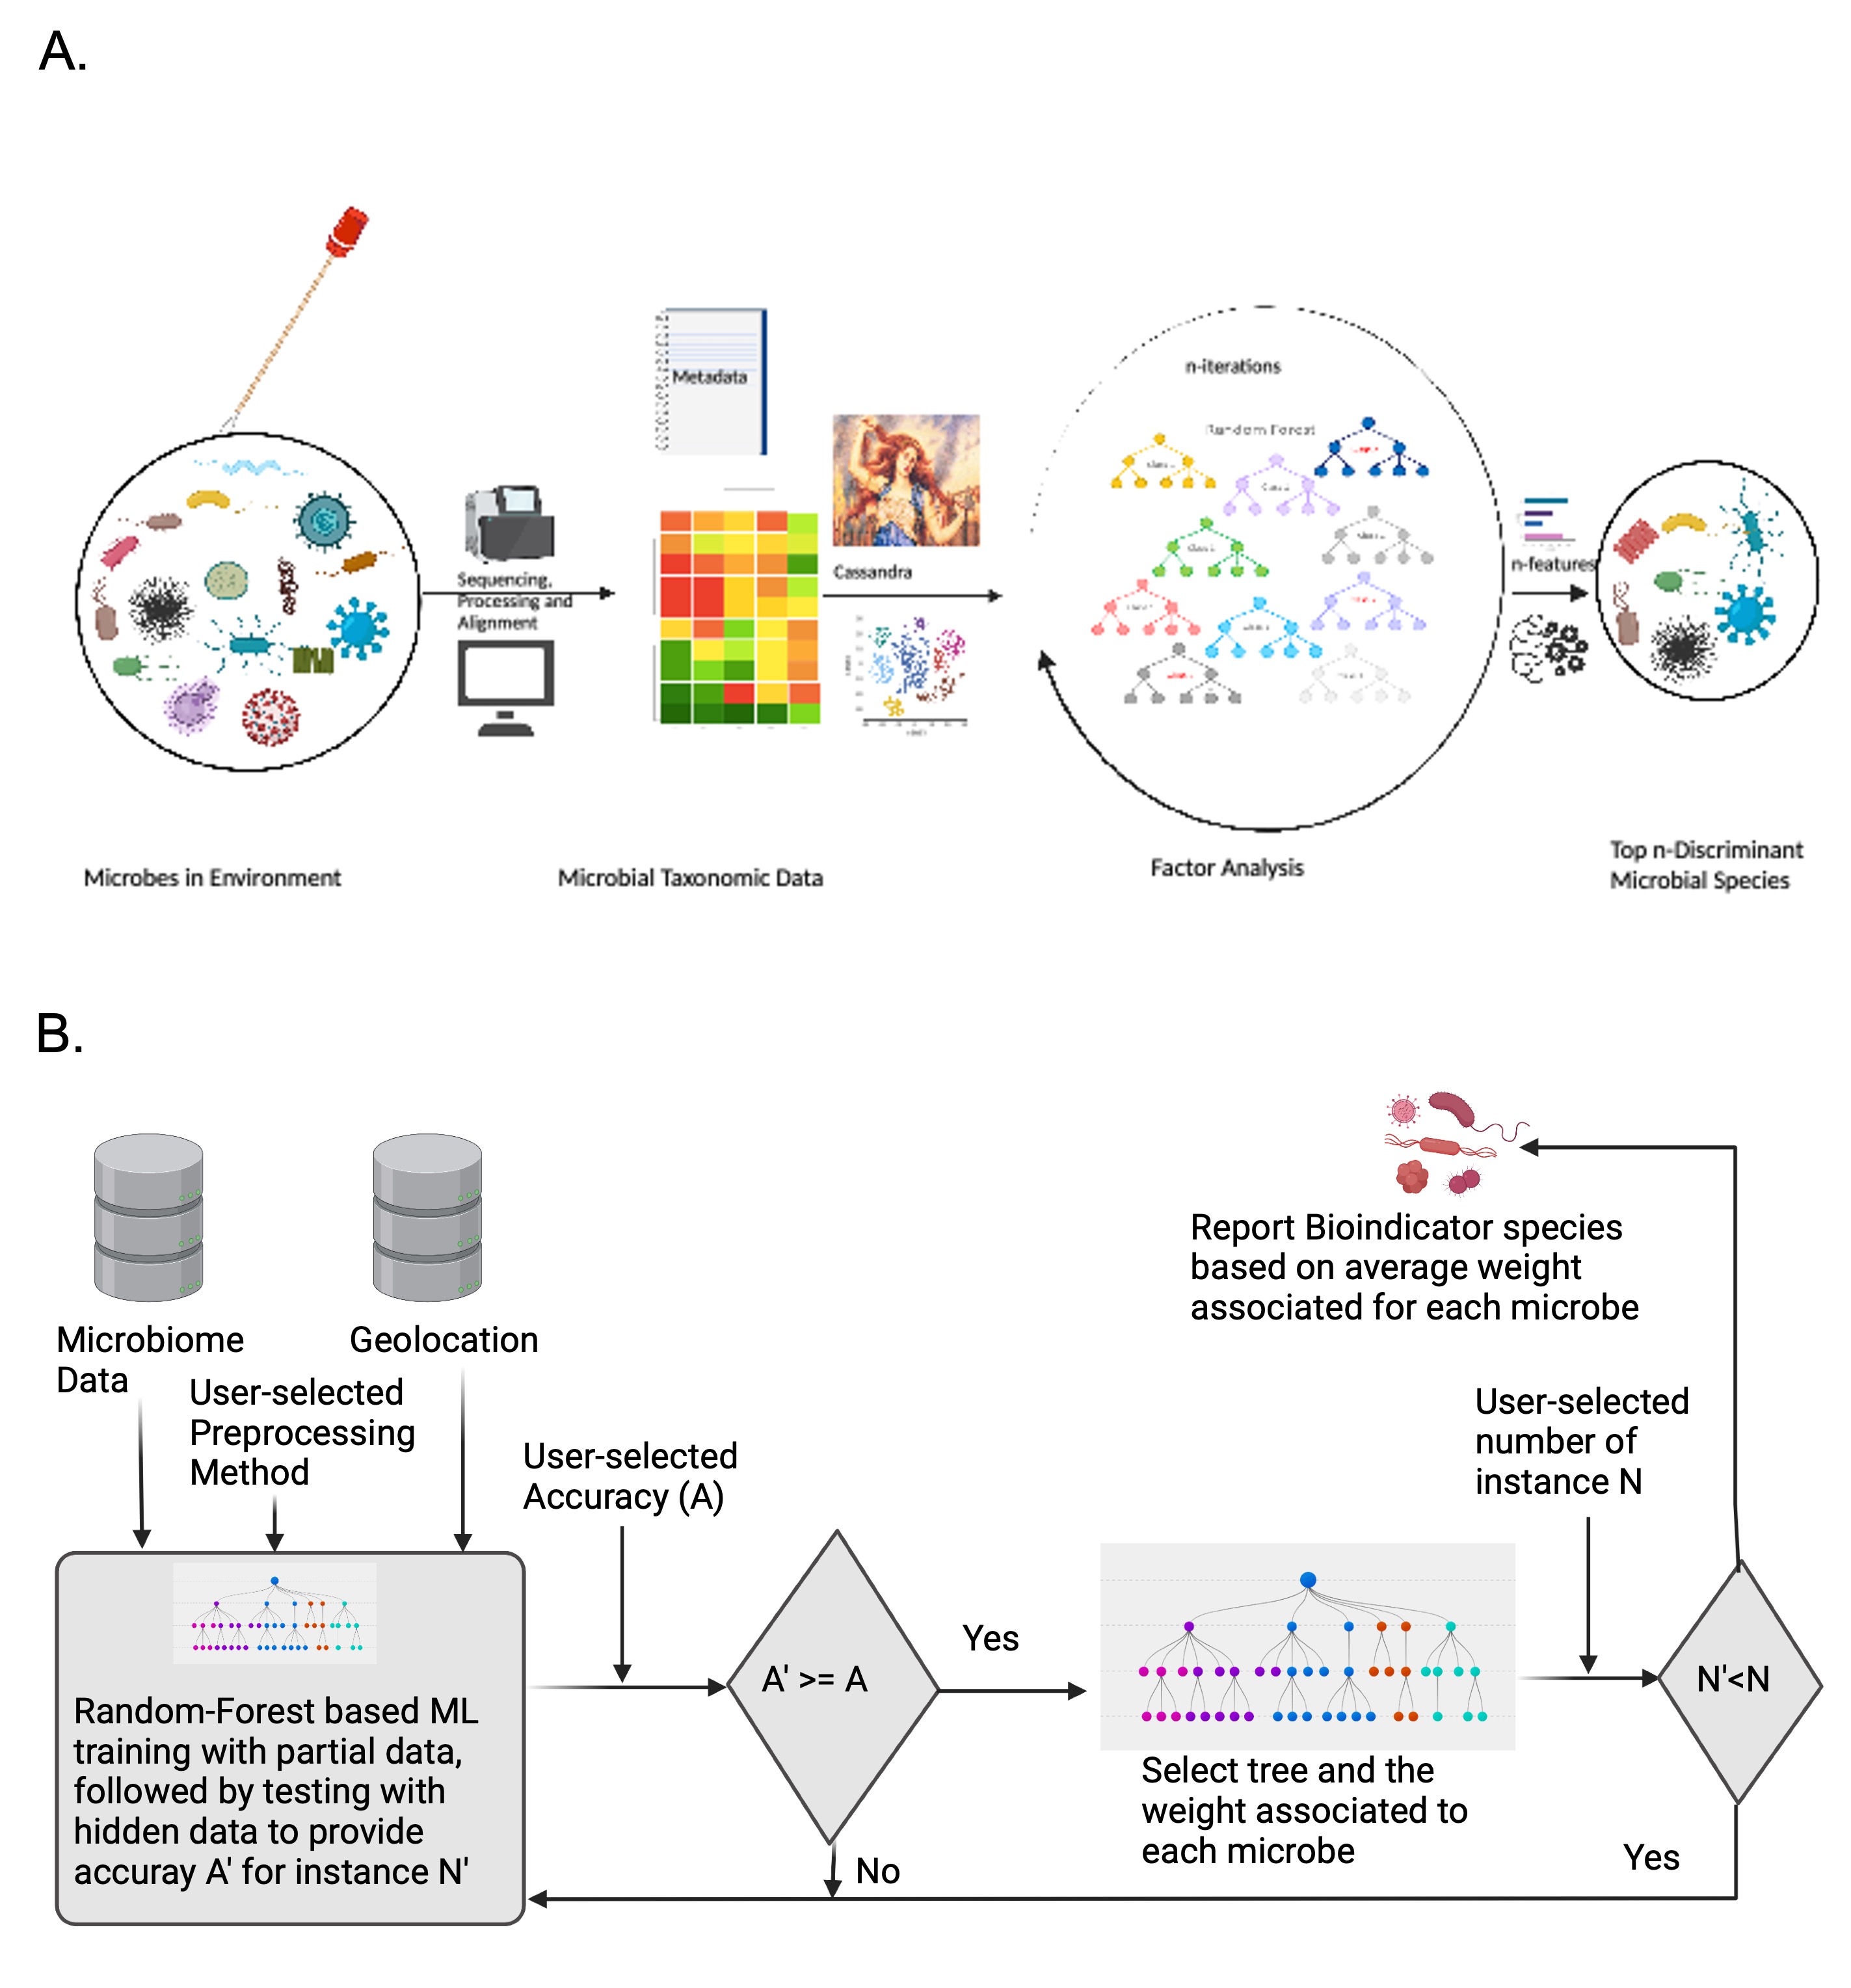 A.
n-iterations
Metadata
Random Forest
Cassandra
n-features
Sequencing,
Processing and
Alignment
Microbes in Environment
Microbial Taxonomic Data
Factor Analysis
Top n-Discriminant
Microbial Species
B.
Microbiome
Data
Geolocation
User-selected
Preprocessing
Method
User-selected
Accuracy (A)
Report Bioindicator species
based on average weight
associated for each microbe
User-selected
number of
instance N
Random-Forest based ML
training with partial data,
followed by testing with
hidden data to provide
accuray A' for instance N'
A' >= A
Yes
No
Select tree and the
weight associated to
each microbe
N'<N
Yes